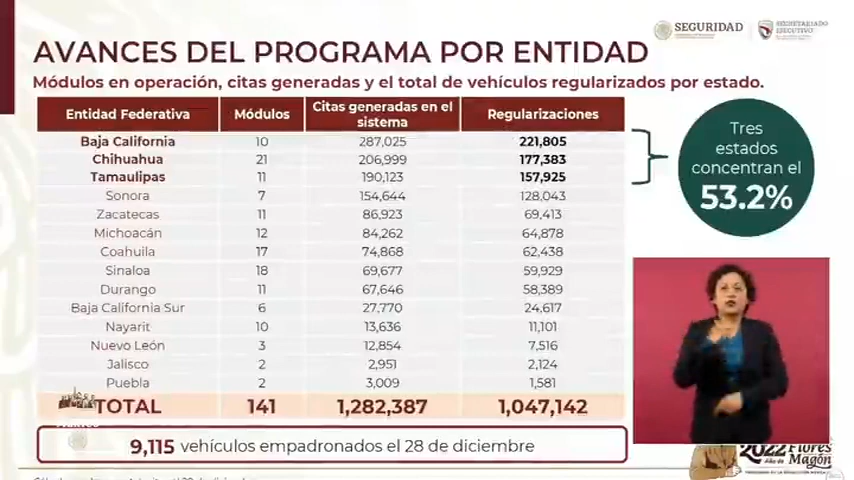 SEGURIDAD
SECRETARIADO
EJECUTIVO
AVANCES DEL PROGRAMA POR ENTIDAD
Módulos en operación, citas generadas y el total de vehículos regularizados por estado.
Entidad Federativa Módulos Citas generadas en el sistema Regularizaciones
Baja California 10 287,025 221,805
Chihuahua 21 206,999 177,383
Tamaulipas 11 190,123 157,925
Sonora 7 154,644 128,043
Zacatecas 11 86,923 69,413
Michoacán 12 84,262 64,878
Coahuila 17 74,868 62,438
Sinaloa 18 69,677 59,929
Durango 11 67,646 58,389
Baja California Sur 6 27,770 24,617
Nayarit 10 13,636 11,101
Nuevo León 3 12,854 7,516
Jalisco 2 2,951 2,124
Puebla 2 3,009 1,581
TOTAL 141 1,282,387 1,047,142
Tres
estados
concentran el
53.2%
9,115 vehículos empadronados el 28 de diciembre
2022 Flores
Año de Magón